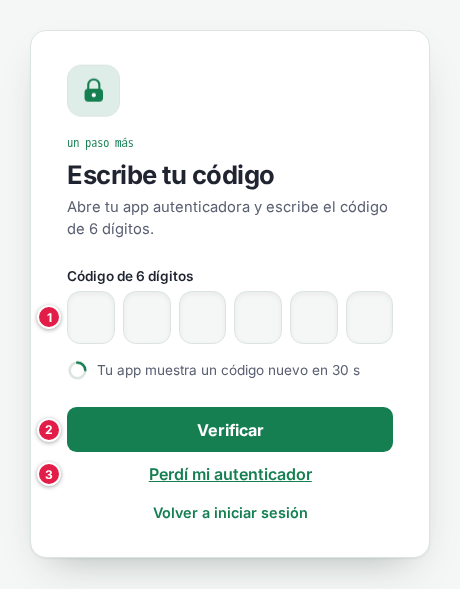 un paso más
Escribe tu código
Abre tu app autenticadora y escribe el código
de 6 dígitos.
Código de 6 dígitos
1
Tu app muestra un código nuevo en 30 s
2 Verificar
3 Perdí mi autenticador
Volver a iniciar sesión